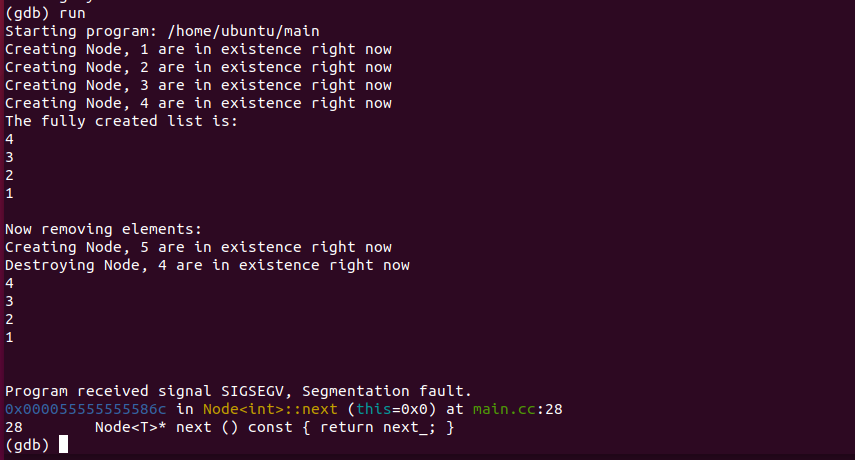 (gdb) run
Starting program: /home/ubuntu/main
Creating Node, 1 are in existence right now
Creating Node, 2 are in existence right now
Creating Node, 3 are in existence right now
Creating Node, 4 are in existence right now
The fully created list is:
4
3
2
1
Now removing elements:
Creating Node, 5 are in existence right now
Destroying Node, 4 are in existence right now
4
3
2
1
Program received signal SIGSEGV, Segmentation fault.
0x000055555555586c in Node<int>::next (this=0x0) at main.cc:28
28        Node<T>* next () const { return next_; }
(gdb)